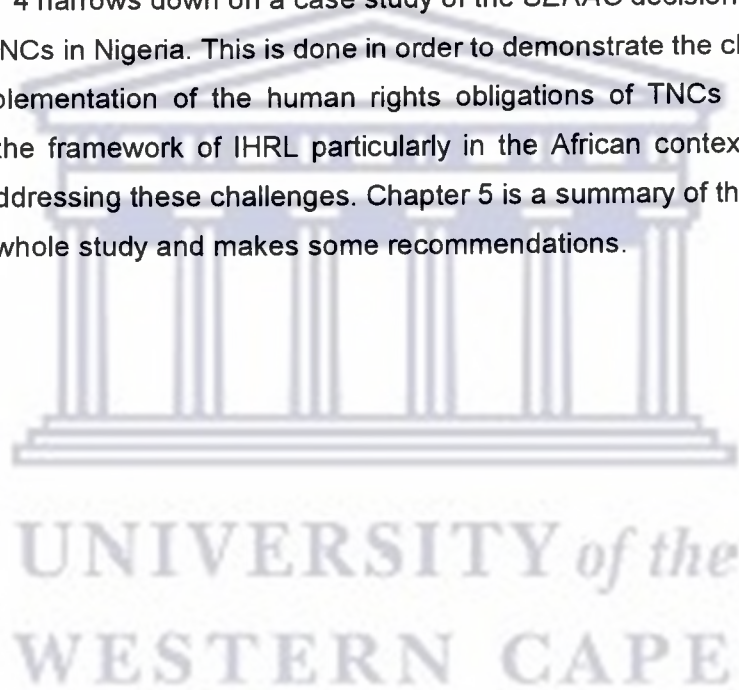 4 narrows down on a case study of the SERAC decision
NCs in Nigeria. This is done in order to demonstrate the cl
plementation of the human rights obligations of TNCs
the framework of IHRL particularly in the African contex
ddressing these challenges. Chapter 5 is a summary of th
whole study and makes some recommendations.
UNIVERSITY of the
WESTERN CAPE